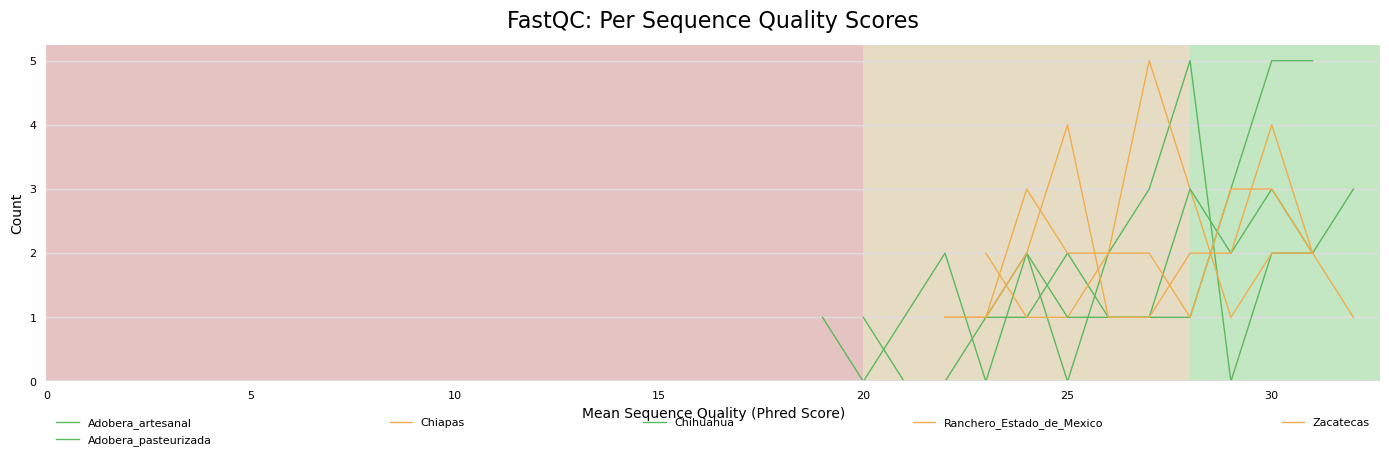 FastQC: Per Sequence Quality Scores
5
4
3
2
1
0
Count
0 5 10 15 20 25 30
Mean Sequence Quality (Phred Score)
Adobera_artesanal Chiapas Chihuahua Ranchero_Estado_de_Mexico Zacatecas
Adobera_pasteurizada